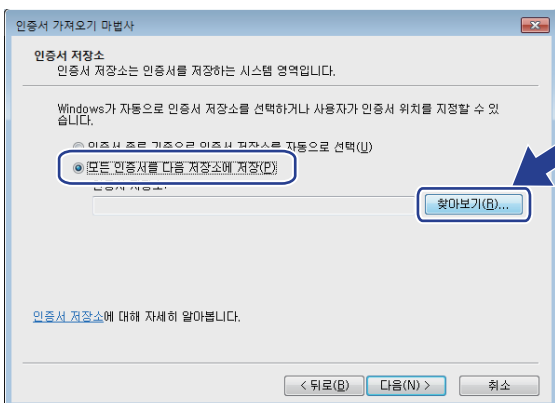 인증서 가져오기 마법사
인증서 저장소
인증서 저장소는 인증서를 저장하는 시스템 영역입니다.
Windows가 자동으로 인증서 저장소를 선택하거나 사용자가 인증서 위치를 지정할 수 있
습니다.
인증서 종류 기준으로 인증서 저장소를 자동으로 선택(U)
모든 인증서를 다음 저장소에 저장(P)
인증서 저장소:
찾아보기(R)...
인증서 저장소에 대해 자세히 알아봅니다.
< 뒤로(B) 다음(N) > 취소